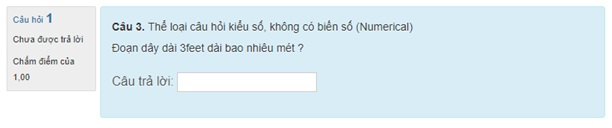 Câu hỏi 1
Chưa được trả lời
Chấm điểm của
1,00
Câu 3. Thể loại câu hỏi kiểu số, không có biến số (Numerical)
Đoạn dây dài 3feet dài bao nhiêu mét ?
Câu trả lời: